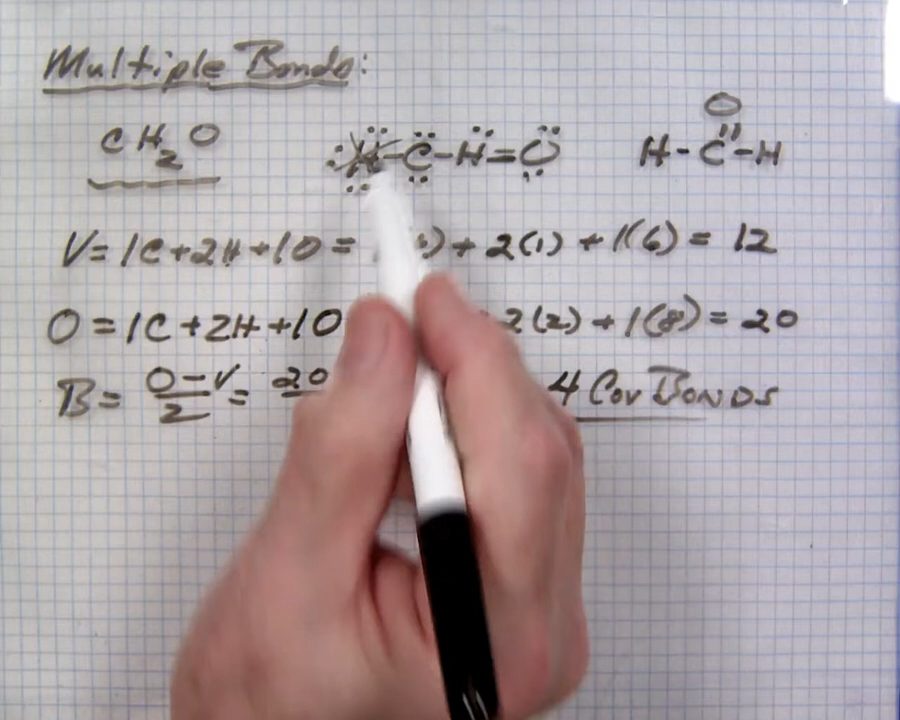 Multiple Bonds:
CH2O H-C-H=O O
H-C-H
V=1C+2H+1O= )+2(1)+1(6)=12
O=1C+2H+1O 2(2)+1(8)=20
B= O-V/2 = 20 4 Cov Bonds